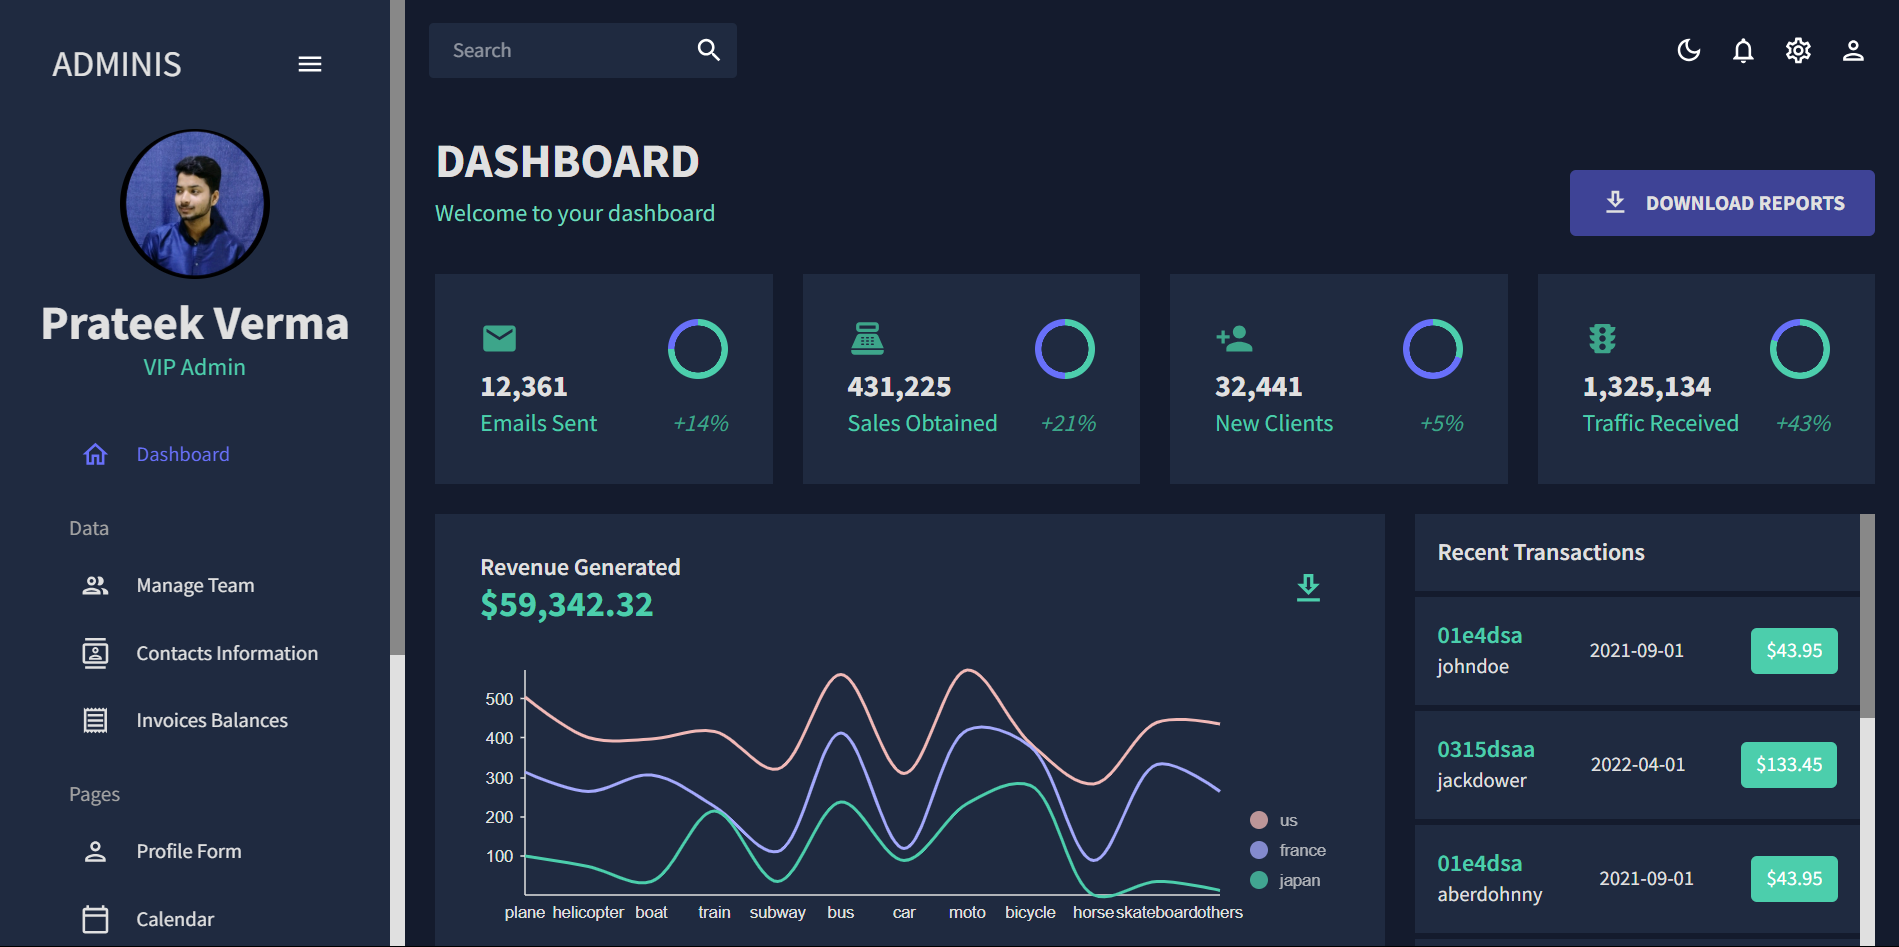 ADMINIS
Prateek Verma
VIP Admin
Dashboard
Data
Manage Team
Contacts Information
Invoices Balances
Pages
Profile Form
Calendar
Search
DASHBOARD
Welcome to your dashboard
DOWNLOAD REPORTS
12,361
Emails Sent
+14%
431,225
Sales Obtained
+21%
32,441
New Clients
+5%
1,325,134
Traffic Received
+43%
Revenue Generated
$59,342.32
500
400
300
200
100
plane helicopter boat train subway bus car moto bicycle horse skateboard others
us
france
japan
Recent Transactions
01e4dsa
johndoe
2021-09-01
$43.95
0315dsaa
jackdower
2022-04-01
$133.45
01e4dsa
aberdohnny
2021-09-01
$43.95